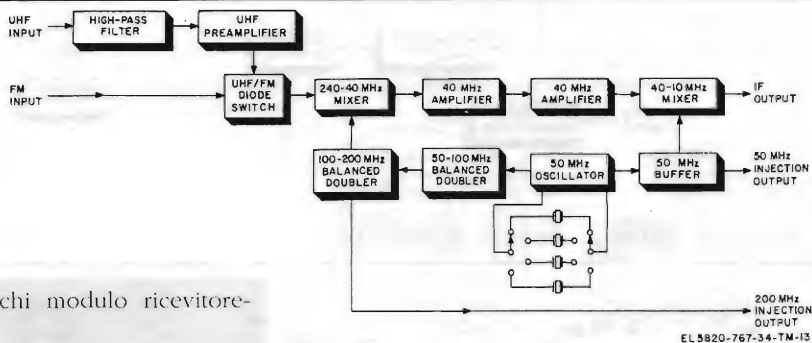 UHF
INPUT
HIGH-PASS
FILTER
UHF
PREAMPLIFIER
FM
INPUT
UHF/FM
DIODE
SWITCH
240-40 MHz
MIXER
40 MHz
AMPLIFIER
40 MHz
AMPLIFIER
40-10 MHz
MIXER
IF
OUTPUT
100-200 MHz
BALANCED
DOUBLER
50-100 MHz
BALANCED
DOUBLER
50 MHz
OSCILLATOR
50 MHz
BUFFER
50 MHz
INJECTION
OUTPUT
chi modulo ricevitore-
200 MHz
INJECTION
OUTPUT
EL5820-767-34-TM-13